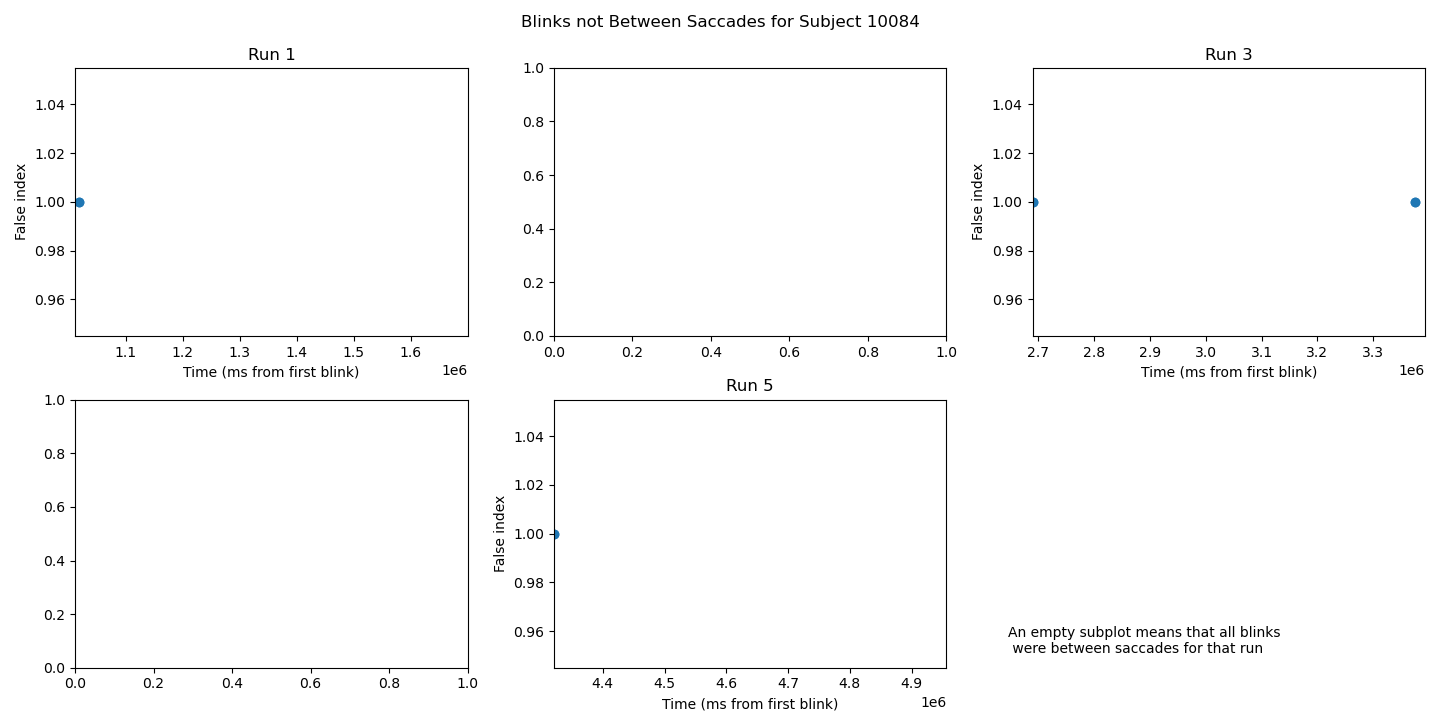 Blinks not Between Saccades for Subject 10084
Run 1
1.04
1.02
1.00
0.98
0.96
False index
1.1 1.2 1.3 1.4 1.5 1.6
1e6
Time (ms from first blink)
1.0
0.8
0.6
0.4
0.2
0.0
0.0 0.2 0.4 0.6 0.8 1.0
Run 3
1.04
1.02
1.00
0.98
0.96
False index
2.7 2.8 2.9 3.0 3.1 3.2 3.3
1e6
Time (ms from first blink)
1.0
0.8
0.6
0.4
0.2
0.0
0.0 0.2 0.4 0.6 0.8 1.0
Run 5
1.04
1.02
1.00
0.98
0.96
False index
4.4 4.5 4.6 4.7 4.8 4.9
1e6
Time (ms from first blink)
An empty subplot means that all blinks
were between saccades for that run